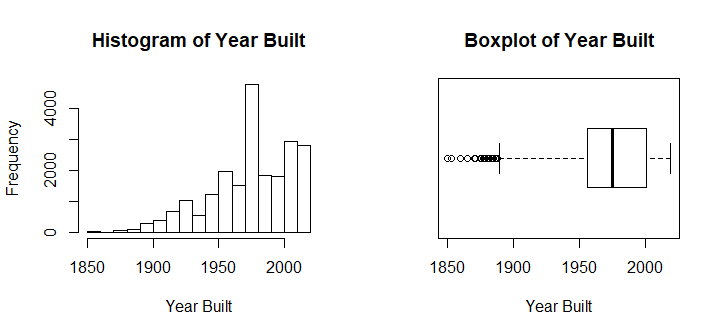 Histogram of Year Built
Frequency
4000
2000
0
1850 1900 1950 2000
Year Built
Boxplot of Year Built
1850 1900 1950 2000
Year Built